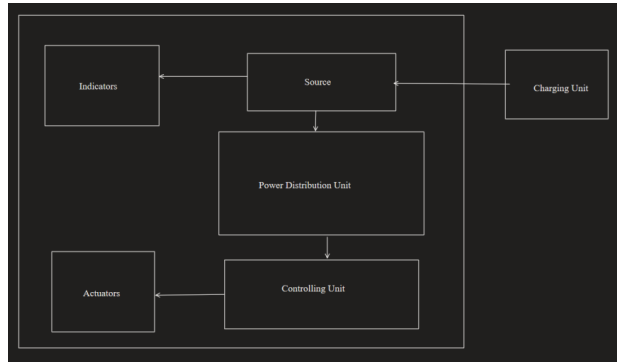 Indicators
Source
Charging Unit
Power Distribution Unit
Actuators
Controlling Unit